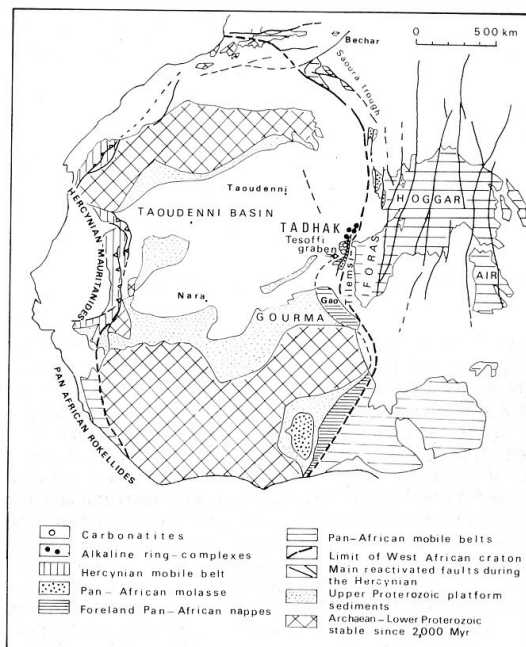 0 500 km
Bechar
Saoura trough
HOGGAR
Taoudenni
TAOUDENNI BASIN
TADHAK
Tesoffi
graben
Tlemsi
IFORAS
AIR
HERCYNIAN MAURITANIDES
Nara
Gao
GOURMA
PAN AFRICAN ROKELLIDES
Carbonatites
Alkaline ring-complexes
Hercynian mobile belt
Pan-African molasse
Foreland Pan-African nappes
Pan-African mobile belts
Limit of West African craton
Main reactivated faults during
the Hercynian
Upper Proterozoic platform
sediments
Archaean-Lower Proterozoic
stable since 2,000 Myr